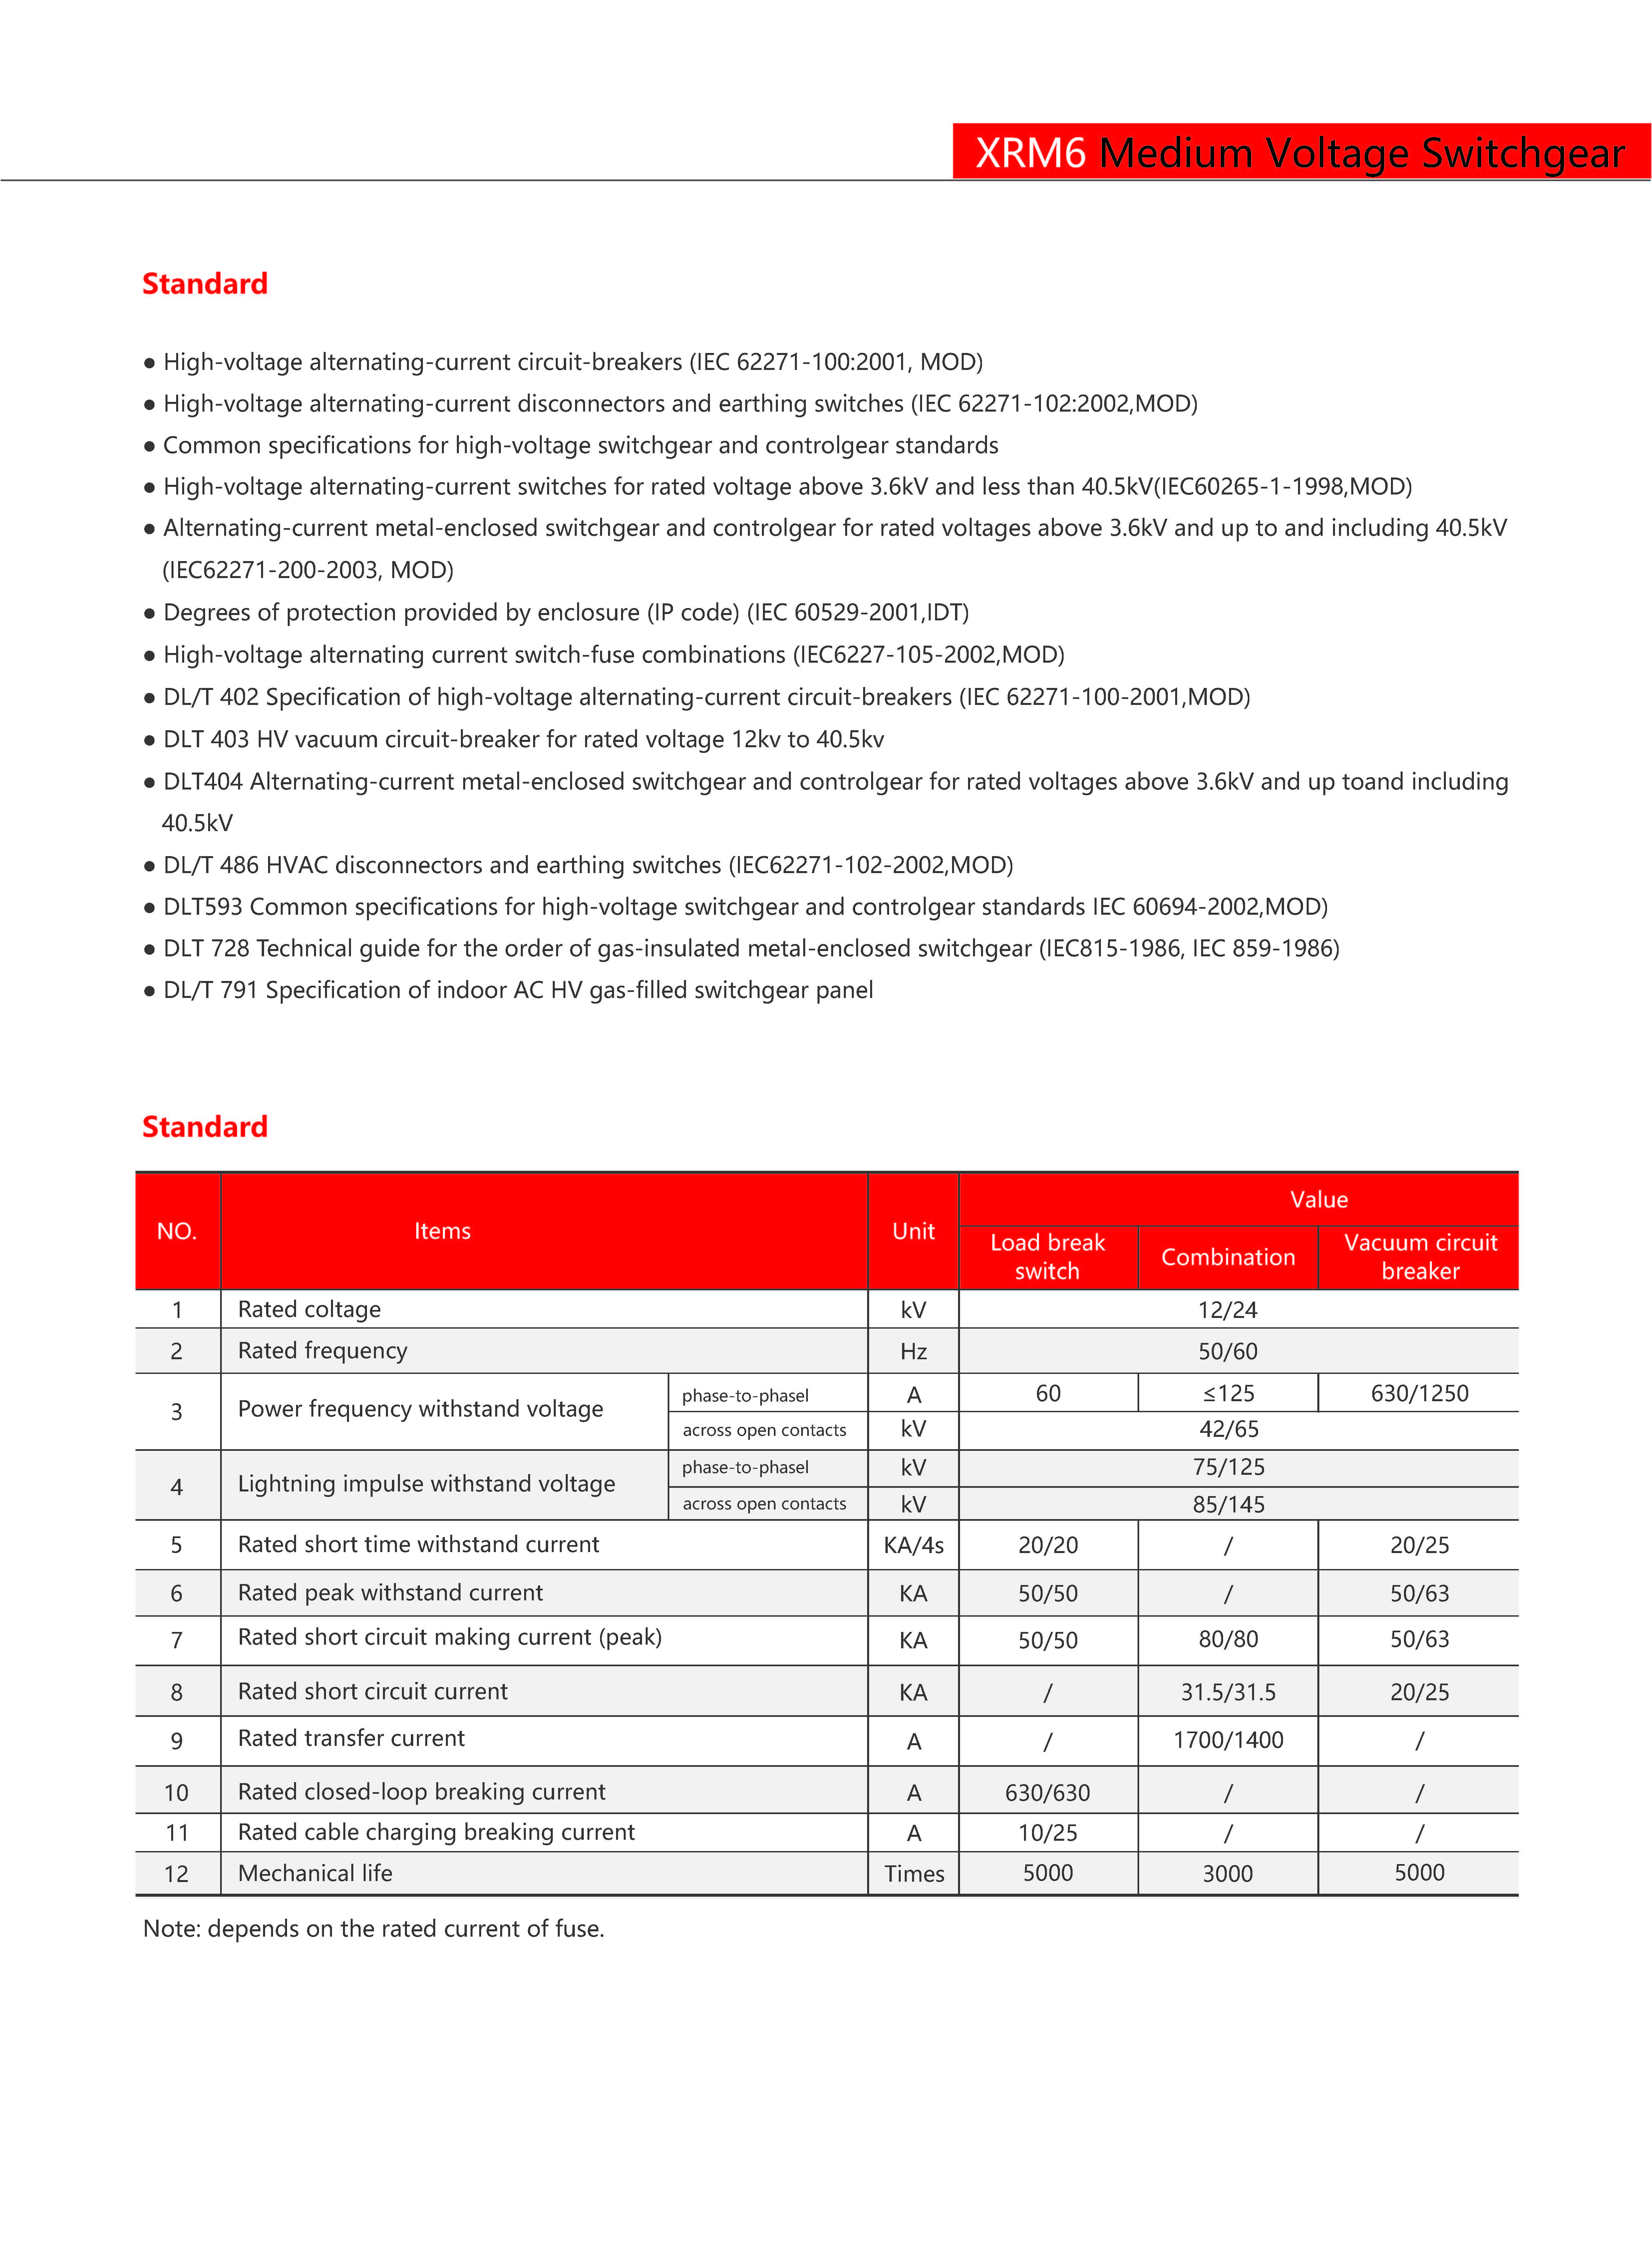 XRM6 Medium Voltage Switchgear
Standard
● High-voltage alternating-current circuit-breakers (IEC 62271-100:2001, MOD)
● High-voltage alternating-current disconnectors and earthing switches (IEC 62271-102:2002,MOD)
● Common specifications for high-voltage switchgear and controlgear standards
● High-voltage alternating-current switches for rated voltage above 3.6kV and less than 40.5kV(IEC60265-1-1998,MOD)
● Alternating-current metal-enclosed switchgear and controlgear for rated voltages above 3.6kV and up to and including 40.5kV
(IEC62271-200-2003, MOD)
● Degrees of protection provided by enclosure (IP code) (IEC 60529-2001,IDT)
● High-voltage alternating current switch-fuse combinations (IEC6227-105-2002,MOD)
● DL/T 402 Specification of high-voltage alternating-current circuit-breakers (IEC 62271-100-2001,MOD)
● DLT 403 HV vacuum circuit-breaker for rated voltage 12kv to 40.5kv
● DLT404 Alternating-current metal-enclosed switchgear and controlgear for rated voltages above 3.6kV and up toand including
40.5kV
● DL/T 486 HVAC disconnectors and earthing switches (IEC62271-102-2002,MOD)
● DLT593 Common specifications for high-voltage switchgear and controlgear standards IEC 60694-2002,MOD)
● DLT 728 Technical guide for the order of gas-insulated metal-enclosed switchgear (IEC815-1986, IEC 859-1986)
● DL/T 791 Specification of indoor AC HV gas-filled switchgear panel
Standard
NO. Items Unit Value
Load break switch Combination Vacuum circuit breaker
1 Rated coltage kV 12/24
2 Rated frequency Hz 50/60
3 Power frequency withstand voltage phase-to-phasel A 60 ≤125 630/1250
across open contacts kV 42/65
4 Lightning impulse withstand voltage phase-to-phasel kV 75/125
across open contacts kV 85/145
5 Rated short time withstand current KA/4s 20/20 / 20/25
6 Rated peak withstand current KA 50/50 / 50/63
7 Rated short circuit making current (peak) KA 50/50 80/80 50/63
8 Rated short circuit current KA / 31.5/31.5 20/25
9 Rated transfer current A / 1700/1400 /
10 Rated closed-loop breaking current A 630/630 / /
11 Rated cable charging breaking current A 10/25 / /
12 Mechanical life Times 5000 3000 5000
Note: depends on the rated current of fuse.